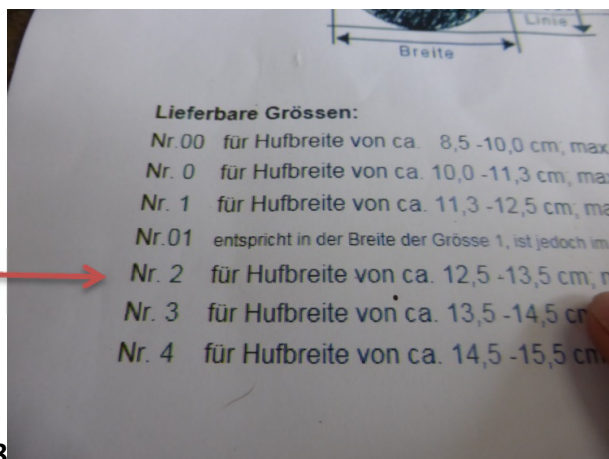 Linie
Breite
Lieferbare Grössen:
Nr.00 für Hufbreite von ca. 8,5 -10,0 cm; max
Nr. 0 für Hufbreite von ca. 10,0 -11,3 cm; max
Nr. 1 für Hufbreite von ca. 11,3 -12,5 cm; ma
Nr.01 entspricht in der Breite der Grösse 1, ist jedoch im
Nr. 2 für Hufbreite von ca. 12,5 -13,5 cm; m
Nr. 3 für Hufbreite von ca. 13,5 -14,5 cm
Nr. 4 für Hufbreite von ca. 14,5 -15,5 cm